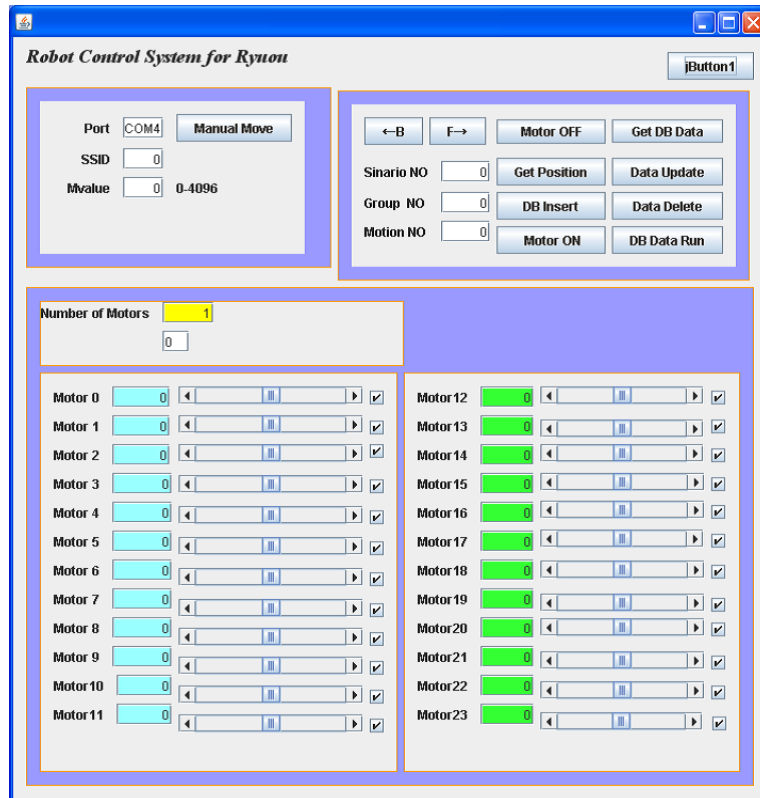 Robot Control System for Ryuou
jButton1
Port COM4 Manual Move
SSID 0
Mvalue 0 0-4096
←B F→ Motor OFF Get DB Data
Sinario NO 0 Get Position Data Update
Group NO 0 DB Insert Data Delete
Motion NO 0 Motor ON DB Data Run
Number of Motors 1
0
Motor 0 0
Motor 1 0
Motor 2 0
Motor 3 0
Motor 4 0
Motor 5 0
Motor 6 0
Motor 7 0
Motor 8 0
Motor 9 0
Motor10 0
Motor11 0
Motor12 0
Motor13 0
Motor14 0
Motor15 0
Motor16 0
Motor17 0
Motor18 0
Motor19 0
Motor20 0
Motor21 0
Motor22 0
Motor23 0